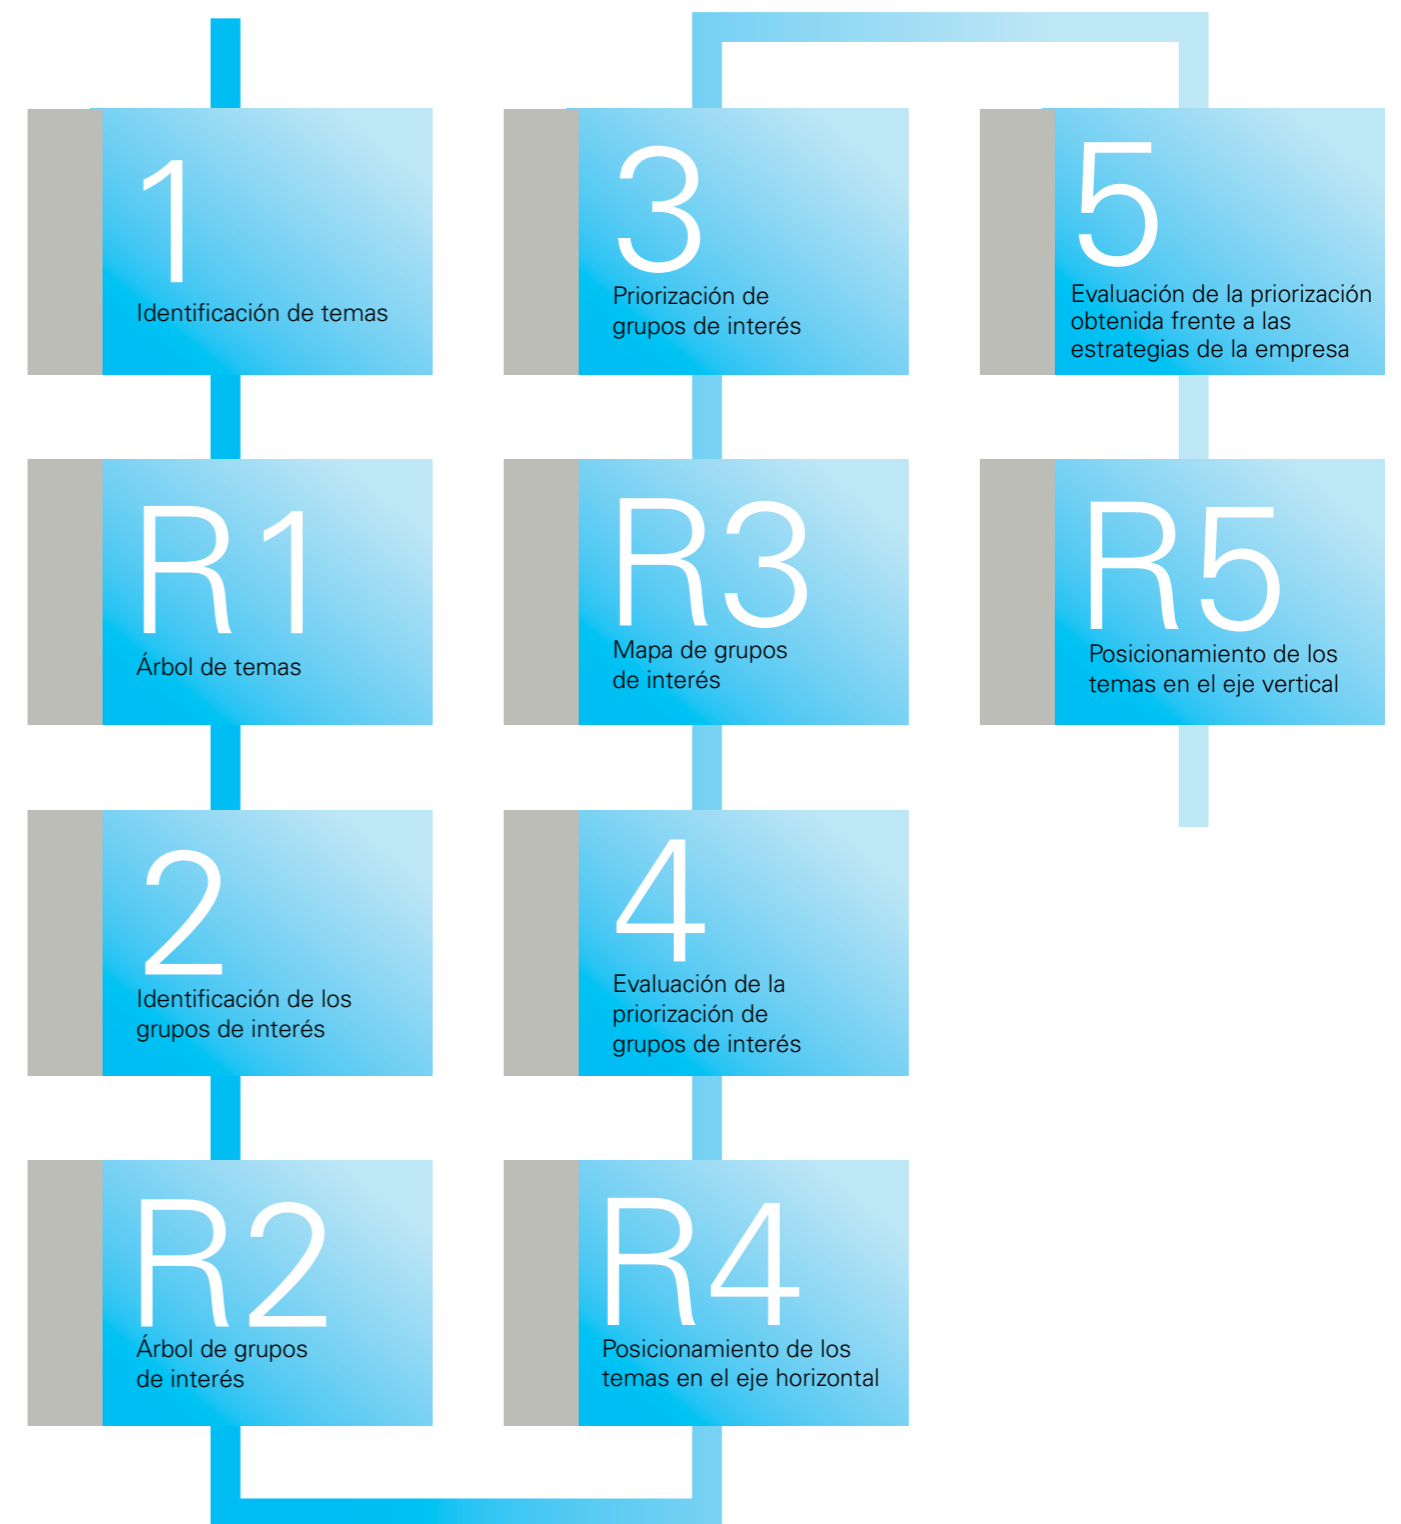 1
Identificación de temas
R1
Árbol de temas
2
Identificación de los
grupos de interés
R2
Árbol de grupos
de interés
3
Priorización de
grupos de interés
R3
Mapa de grupos
de interés
4
Evaluación de la
priorización de
grupos de interés
R4
Posicionamiento de los
temas en el eje horizontal
5
Evaluación de la priorización
obtenida frente a las
estrategias de la empresa
R5
Posicionamiento de los
temas en el eje vertical